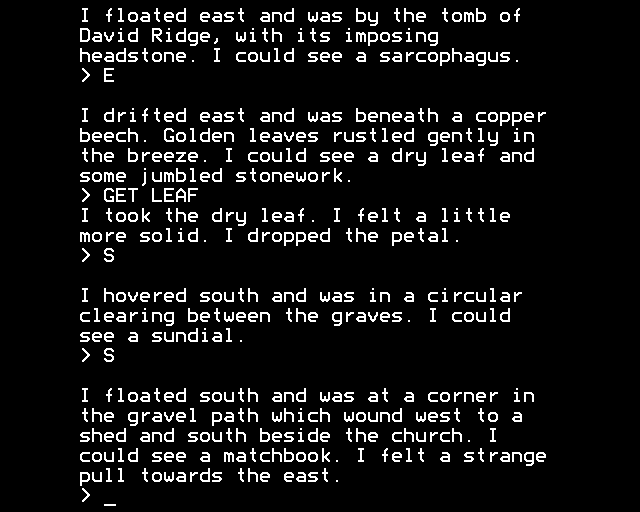 I floated east and was by the tomb of
David Ridge, with its imposing
headstone. I could see a sarcophagus.
> E
I drifted east and was beneath a copper
beech. Golden leaves rustled gently in
the breeze. I could see a dry leaf and
some jumbled stonework.
> GET LEAF
I took the dry leaf. I felt a little
more solid. I dropped the petal.
> S
I hovered south and was in a circular
clearing between the graves. I could
see a sundial.
> S
I floated south and was at a corner in
the gravel path which wound west to a
shed and south beside the church. I
could see a matchbook. I felt a strange
pull towards the east.
> _